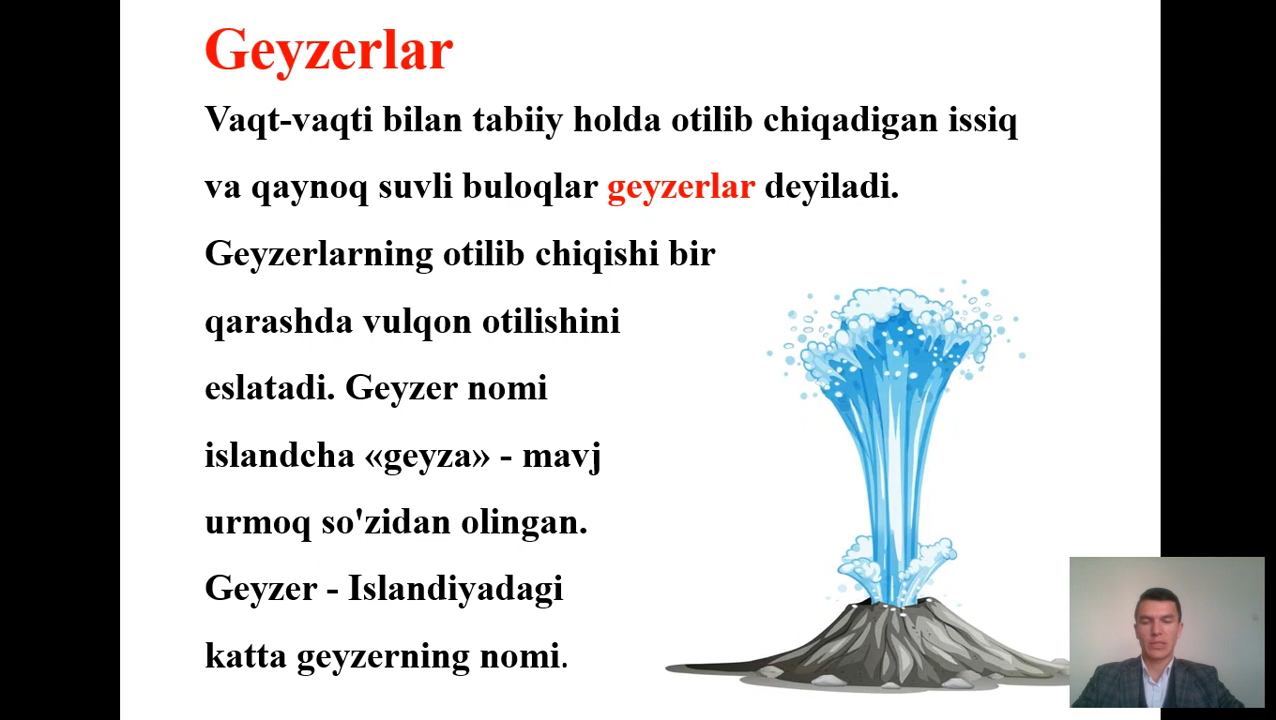 Geyzerlar
Vaqt-vaqti bilan tabiiy holda otilib chiqadigan issiq
va qaynoq suvli buloqlar geyzerlar deyiladi.
Geyzerlarning otilib chiqishi bir
qarashda vulqon otilishini
eslatadi. Geyzer nomi
islandcha «geyza» - mavj
urmoq so'zidan olingan.
Geyzer - Islandiyadagi
katta geyzerning nomi.